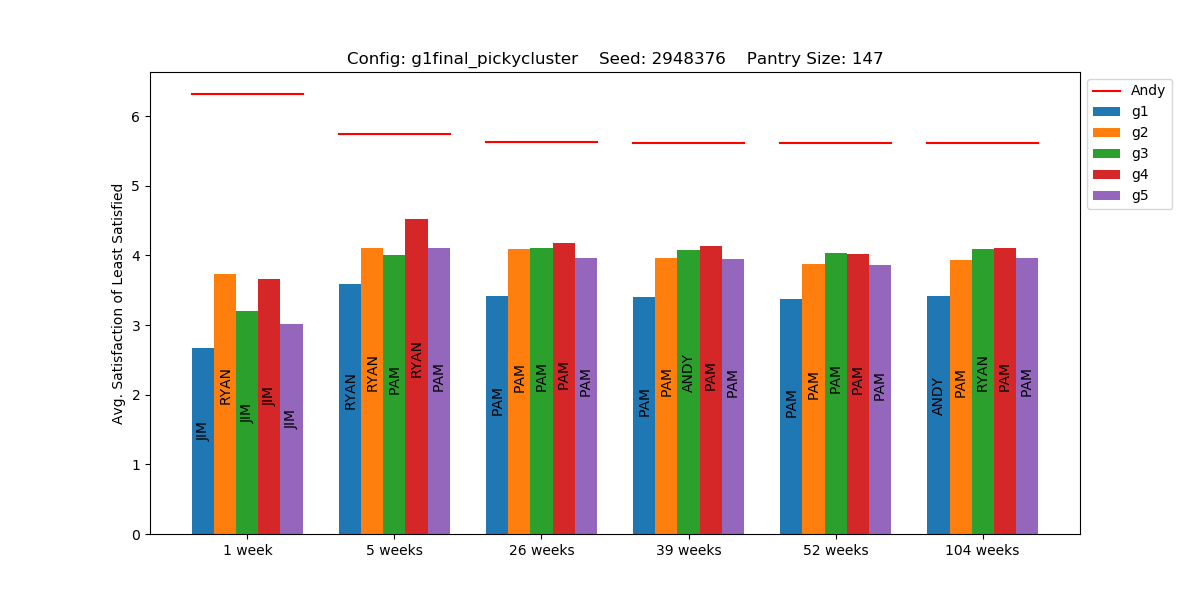 Config: g1final_pickycluster    Seed: 2948376    Pantry Size: 147
Avg. Satisfaction of Least Satisfied
6
5
4
3
2
1
0
JIM
RYAN
JIM
JIM
JIM
RYAN
RYAN
PAM
RYAN
PAM
PAM
PAM
PAM
PAM
PAM
PAM
PAM
ANDY
PAM
PAM
PAM
PAM
PAM
PAM
PAM
ANDY
PAM
RYAN
PAM
PAM
1 week
5 weeks
26 weeks
39 weeks
52 weeks
104 weeks
Andy
g1
g2
g3
g4
g5